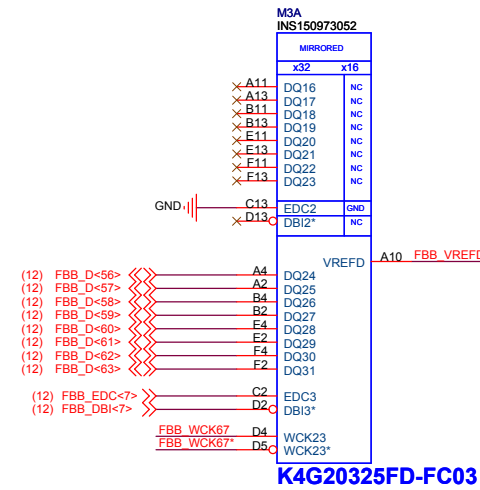 M3A
INS150973052
MIRRORED
x32 x16
A11 DQ16 NC
A13 DQ17 NC
B11 DQ18 NC
B13 DQ19 NC
E11 DQ20 NC
E13 DQ21 NC
F11 DQ22 NC
F13 DQ23 NC
GND C13 EDC2 GND
D13 DBI2* NC
VREFD A10 FBB_VREFD
(12) FBB_D<56> A4 DQ24
(12) FBB_D<57> A2 DQ25
(12) FBB_D<58> B4 DQ26
(12) FBB_D<59> B2 DQ27
(12) FBB_D<60> E4 DQ28
(12) FBB_D<61> E2 DQ29
(12) FBB_D<62> F4 DQ30
(12) FBB_D<63> F2 DQ31
(12) FBB_EDC<7> C2 EDC3
(12) FBB_DBI<7> D2 DBI3*
FBB_WCK67 D4 WCK23
FBB_WCK67* D5 WCK23*
K4G20325FD-FC03